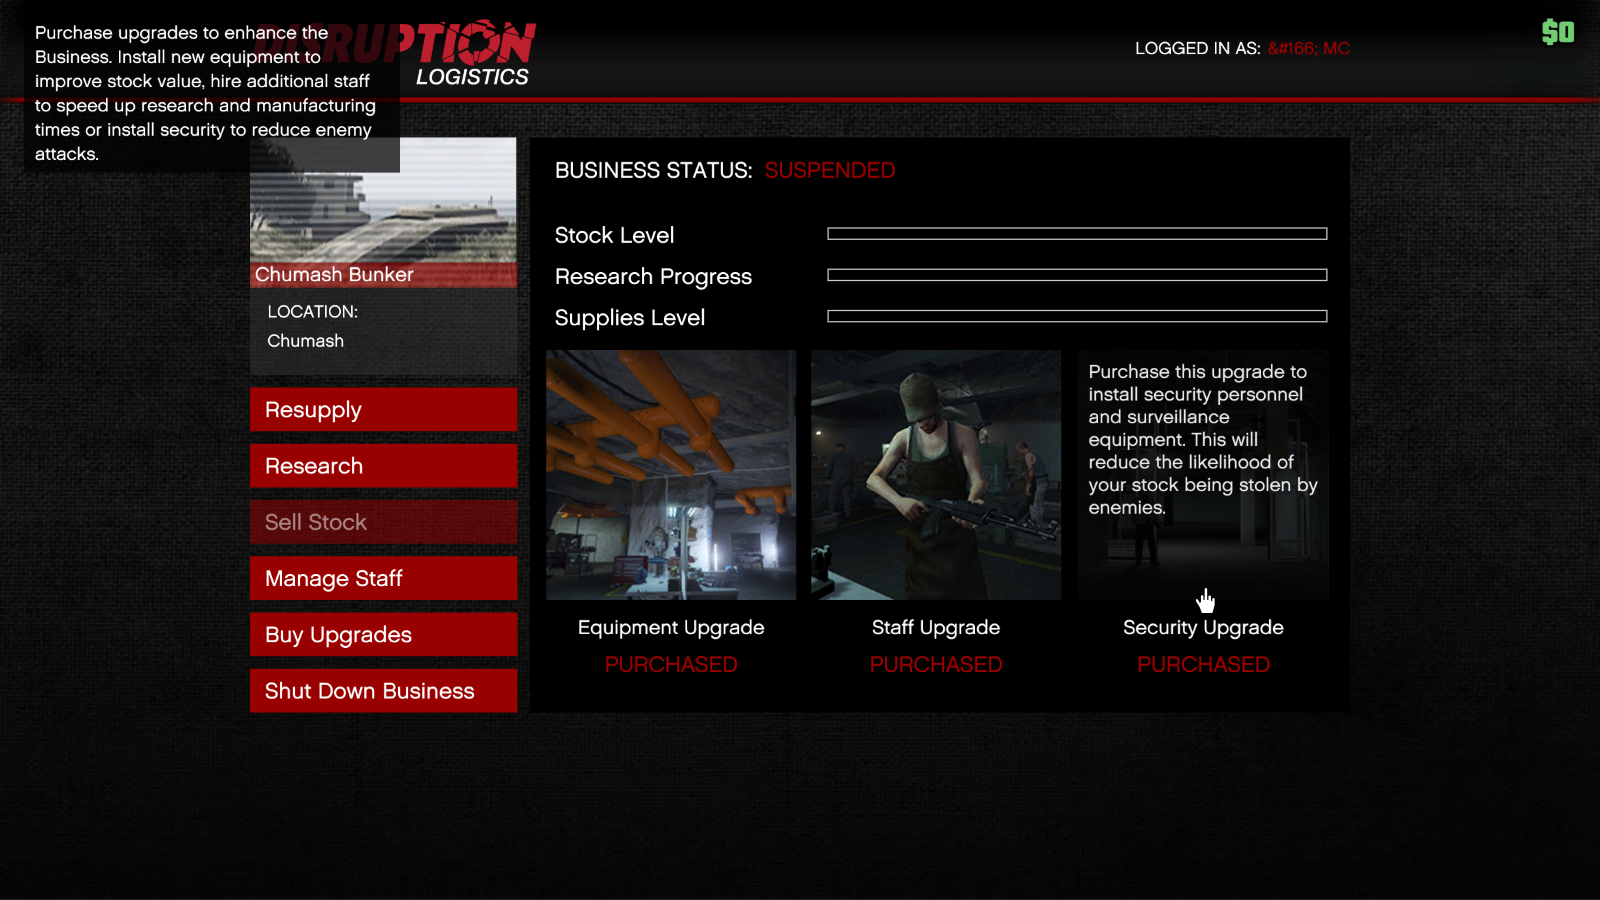 Purchase upgrades to enhance the
Business. Install new equipment to
improve stock value, hire additional staff
to speed up research and manufacturing
times or install security to reduce enemy
attacks.
DISRUPTION
LOGISTICS
LOGGED IN AS: &#166; MC
$0
Chumash Bunker
LOCATION:
Chumash
Resupply
Research
Sell Stock
Manage Staff
Buy Upgrades
Shut Down Business
BUSINESS STATUS: SUSPENDED
Stock Level
Research Progress
Supplies Level
Purchase this upgrade to
install security personnel
and surveillance
equipment. This will
reduce the likelihood of
your stock being stolen by
enemies.
Equipment Upgrade
PURCHASED
Staff Upgrade
PURCHASED
Security Upgrade
PURCHASED